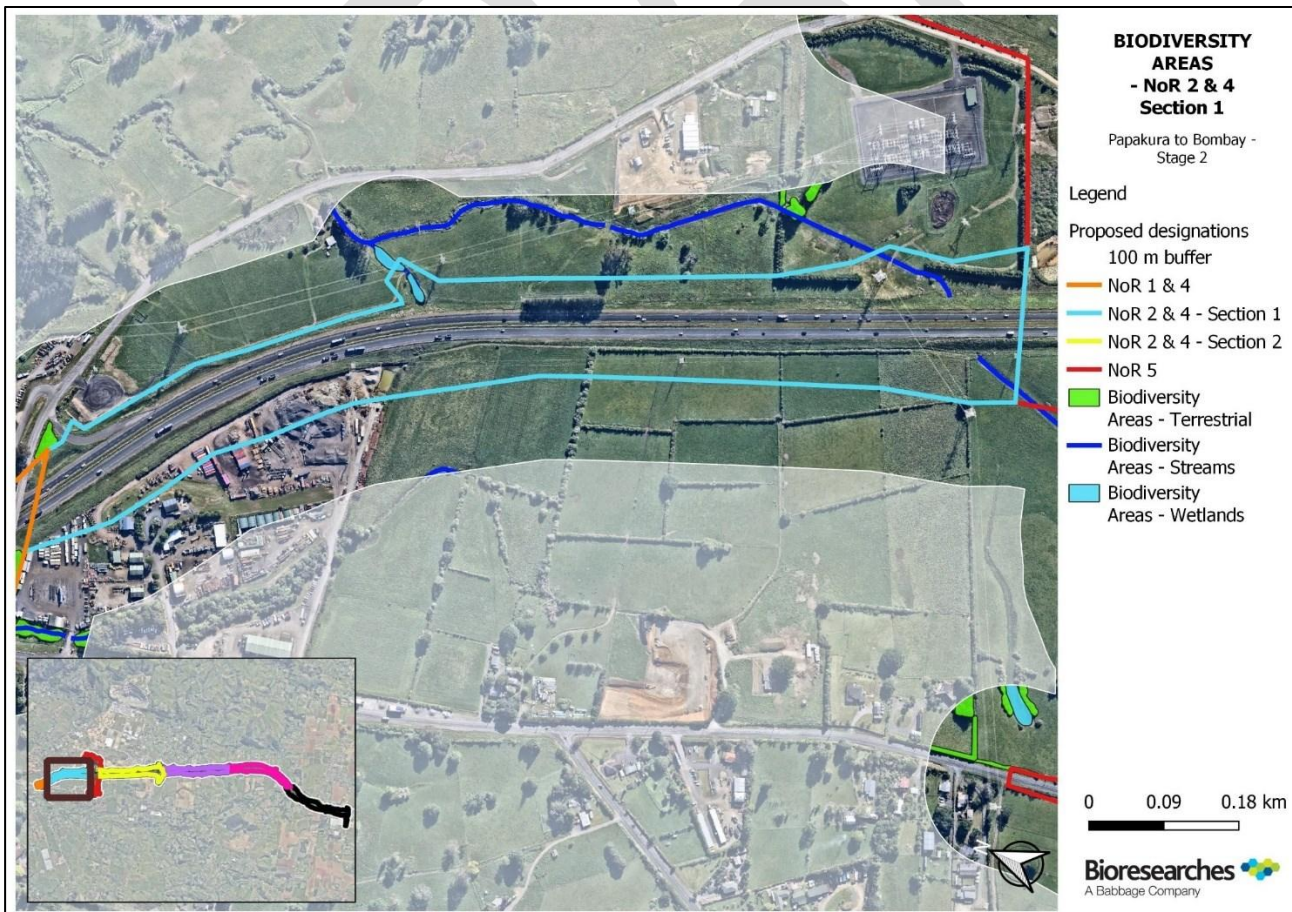 BIODIVERSITY
AREAS
- NoR 2 & 4
Section 1
Papakura to Bombay -
Stage 2
Legend
Proposed designations
100 m buffer
NoR 1 & 4
NoR 2 & 4 - Section 1
NoR 2 & 4 - Section 2
NoR 5
Biodiversity
Areas - Terrestrial
Biodiversity
Areas - Streams
Biodiversity
Areas - Wetlands
0 0.09 0.18 km
Bioresearches
A Babbage Company